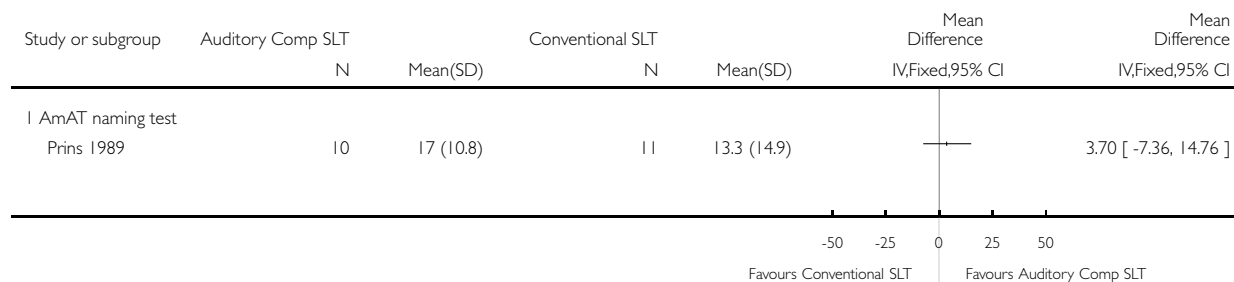 Study or subgroup Auditory Comp SLT Conventional SLT Mean Difference Mean Difference
N Mean(SD) N Mean(SD) IV,Fixed,95% CI IV,Fixed,95% CI
1 AmAT naming test
Prins 1989 10 17 (10.8) 11 13.3 (14.9) 3.70 [ -7.36, 14.76 ]
-50 -25 0 25 50
Favours Conventional SLT Favours Auditory Comp SLT